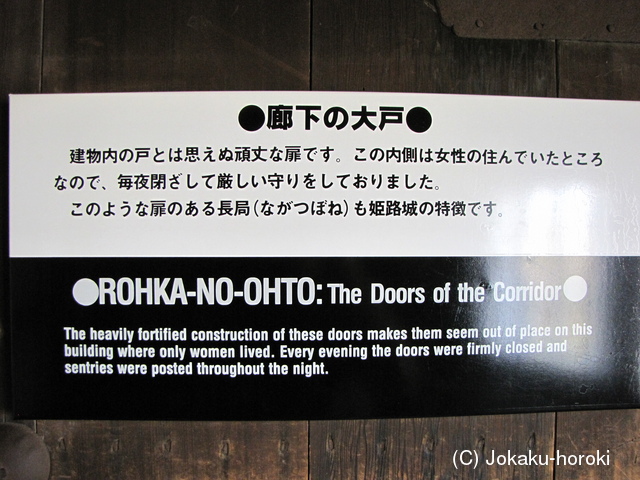 ●廊下の大戸●
建物内の戸とは思えぬ頑丈な扉です。この内側は女性の住んでいたところ
なので、毎夜閉ざして厳しい守りをしておりました。
このような扉のある長局(ながつぼね)も姫路城の特徴です。
●ROHKA-NO-OHTO: The Doors of the Corridor●
The heavily fortified construction of these doors makes them seem out of place on this
building where only women lived. Every evening the doors were firmly closed and
sentries were posted throughout the night.
(C) Jokaku-horoki